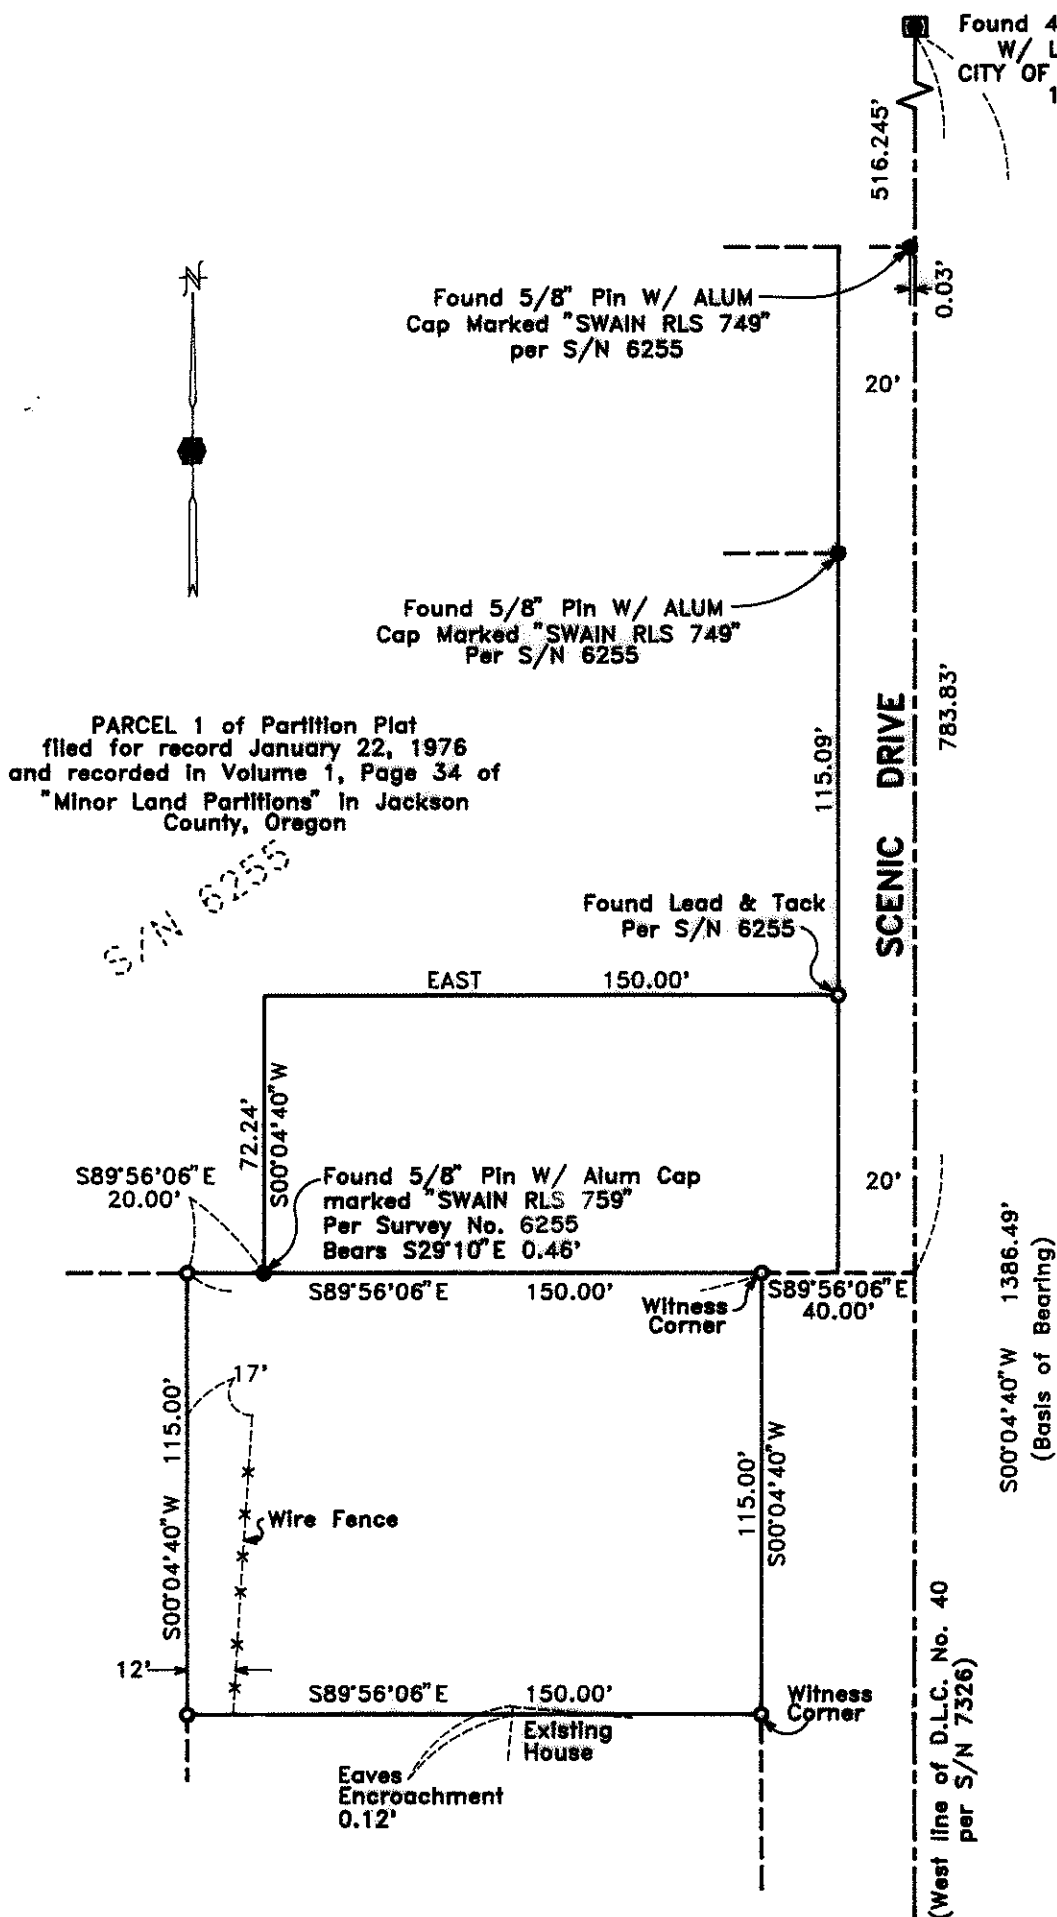 Found 4
W/ L
CITY OF
1
516.245'
N
Found 5/8" Pin W/ ALUM
Cap Marked "SWAIN RLS 749"
per S/N 6255
0.03'
20'
Found 5/8" Pin W/ ALUM
Cap Marked "SWAIN RLS 749"
Per S/N 6255
PARCEL 1 of Partition Plat
filed for record January 22, 1976
and recorded in Volume 1, Page 34 of
"Minor Land Partitions" in Jackson
County, Oregon
S/N 6255
115.09'
SCENIC DRIVE
783.83'
Found Lead & Tack
Per S/N 6255
EAST 150.00'
72.24'
S00°04'40"W
S89°56'06"E
20.00'
Found 5/8" Pin W/ Alum Cap
marked "SWAIN RLS 759"
Per Survey No. 6255
Bears S29°10"E 0.46'
20'
S89°56'06"E 150.00'
Witness
Corner
S89°56'06"E
40.00'
S00°04'40"W 1386.49'
(Basis of Bearing)
17'
S00°04'40"W 115.00'
Wire Fence
115.00'
S00°04'40"W
12'
S89°56'06"E 150.00'
Witness
Corner
Existing
House
Eaves
Encroachment
0.12'
(West line of D.L.C. No. 40
per S/N 7326)